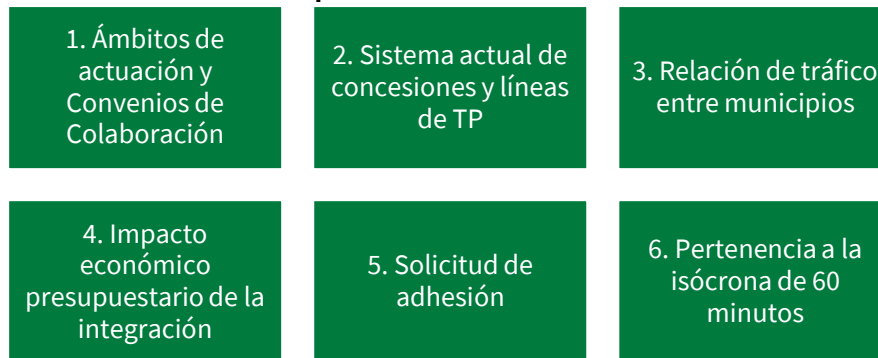 1. Ámbitos de
actuación y
Convenios de
Colaboración
2. Sistema actual de
concesiones y líneas
de TP
3. Relación de tráfico
entre municipios
4. Impacto
económico
presupuestario de la
integración
5. Solicitud de
adhesión
6. Pertenencia a la
isócrona de 60
minutos